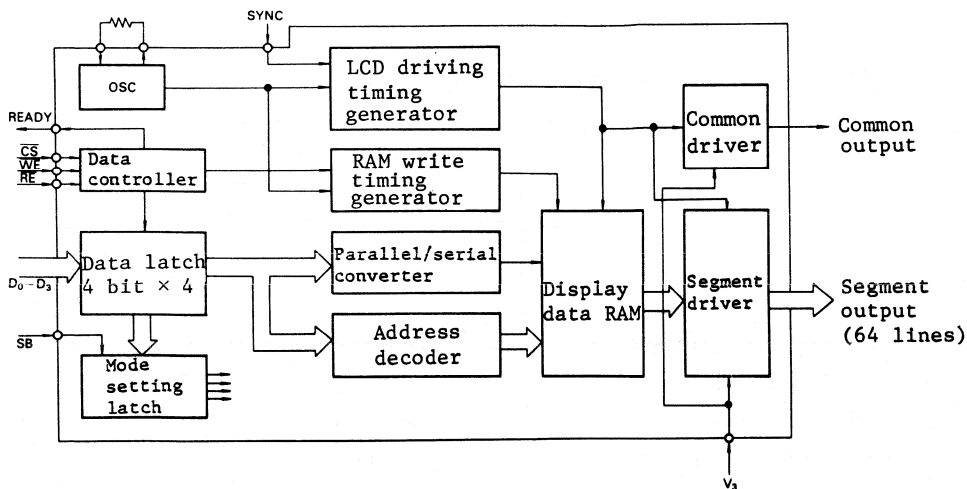 SYNC
OSC
LCD driving
timing
generator
READY
CS
WE
RE
Data
controller
RAM write
timing
generator
Common
driver
Common
output
D0–D3
Data latch
4 bit × 4
Parallel/serial
converter
Display
data RAM
Segment
driver
Segment
output
(64 lines)
SB
Address
decoder
Mode
setting
latch
V3